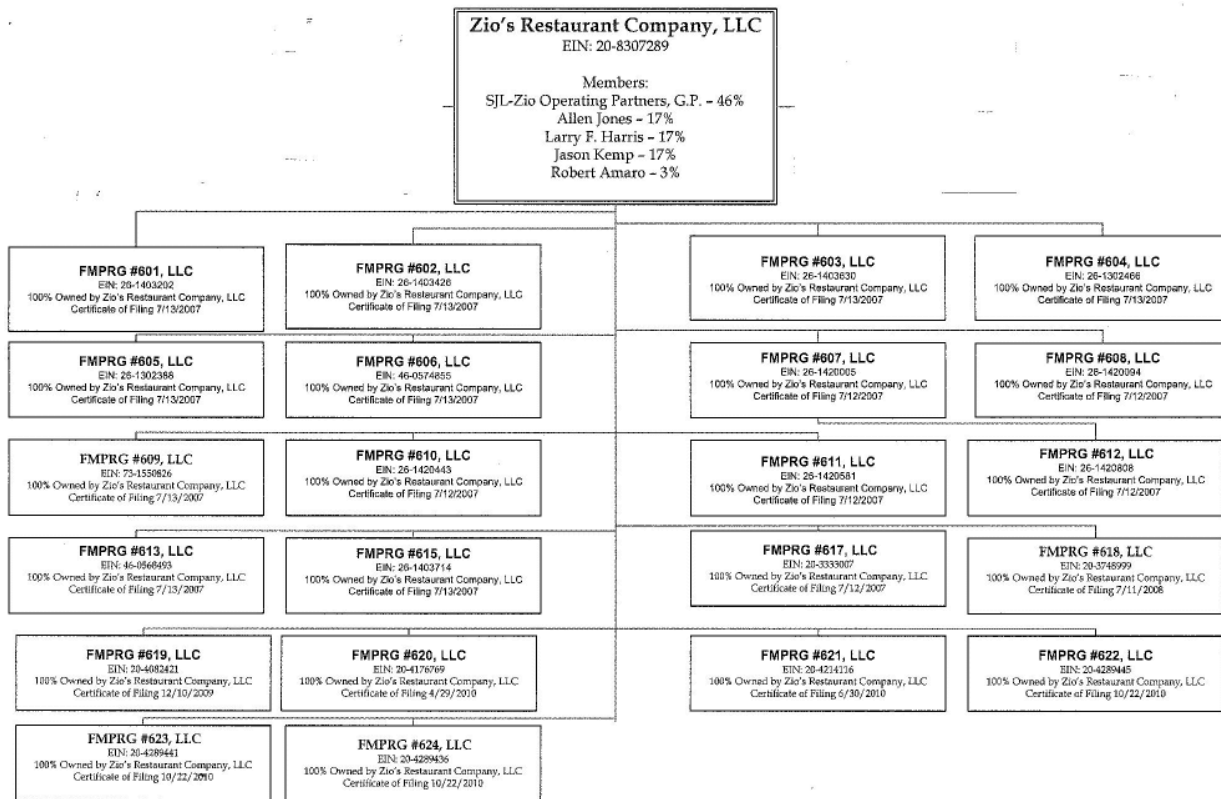 Zio's Restaurant Company, LLC
EIN: 20-8307289
Members:
SJL-Zio Operating Partners, G.P. – 46%
Allen Jones – 17%
Larry F. Harris – 17%
Jason Kemp – 17%
Robert Amaro – 3%
FMPRG #601, LLC
EIN: 26-1403202
100% Owned by Zio's Restaurant Company, LLC
Certificate of Filing 7/13/2007
FMPRG #602, LLC
EIN: 26-1403426
100% Owned by Zio's Restaurant Company, LLC
Certificate of Filing 7/13/2007
FMPRG #603, LLC
EIN: 26-1403630
100% Owned by Zio's Restaurant Company, LLC
Certificate of Filing 7/13/2007
FMPRG #604, LLC
EIN: 26-1302466
100% Owned by Zio's Restaurant Company, LLC
Certificate of Filing 7/13/2007
FMPRG #605, LLC
EIN: 26-1302388
100% Owned by Zio's Restaurant Company, LLC
Certificate of Filing 7/13/2007
FMPRG #606, LLC
EIN: 46-0574855
100% Owned by Zio's Restaurant Company, LLC
Certificate of Filing 7/13/2007
FMPRG #607, LLC
EIN: 26-1420005
100% Owned by Zio's Restaurant Company, LLC
Certificate of Filing 7/12/2007
FMPRG #608, LLC
EIN: 26-1420094
100% Owned by Zio's Restaurant Company, LLC
Certificate of Filing 7/12/2007
FMPRG #609, LLC
EIN: 73-1550826
100% Owned by Zio's Restaurant Company, LLC
Certificate of Filing 7/13/2007
FMPRG #610, LLC
EIN: 26-1420443
100% Owned by Zio's Restaurant Company, LLC
Certificate of Filing 7/12/2007
FMPRG #611, LLC
EIN: 26-1420581
100% Owned by Zio's Restaurant Company, LLC
Certificate of Filing 7/12/2007
FMPRG #612, LLC
EIN: 26-1420808
100% Owned by Zio's Restaurant Company, LLC
Certificate of Filing 7/12/2007
FMPRG #613, LLC
EIN: 46-0568493
100% Owned by Zio's Restaurant Company, LLC
Certificate of Filing 7/13/2007
FMPRG #615, LLC
EIN: 26-1403714
100% Owned by Zio's Restaurant Company, LLC
Certificate of Filing 7/13/2007
FMPRG #617, LLC
EIN: 20-3333007
100% Owned by Zio's Restaurant Company, LLC
Certificate of Filing 7/12/2007
FMPRG #618, LLC
EIN: 20-3748999
100% Owned by Zio's Restaurant Company, LLC
Certificate of Filing 7/11/2008
FMPRG #619, LLC
EIN: 20-4082421
100% Owned by Zio's Restaurant Company, LLC
Certificate of Filing 12/10/2009
FMPRG #620, LLC
EIN: 20-4176769
100% Owned by Zio's Restaurant Company, LLC
Certificate of Filing 4/29/2010
FMPRG #621, LLC
EIN: 20-4214116
100% Owned by Zio's Restaurant Company, LLC
Certificate of Filing 6/30/2010
FMPRG #622, LLC
EIN: 20-4289445
100% Owned by Zio's Restaurant Company, LLC
Certificate of Filing 10/22/2010
FMPRG #623, LLC
EIN: 20-4289441
100% Owned by Zio's Restaurant Company, LLC
Certificate of Filing 10/22/2010
FMPRG #624, LLC
EIN: 20-4289436
100% Owned by Zio's Restaurant Company, LLC
Certificate of Filing 10/22/2010